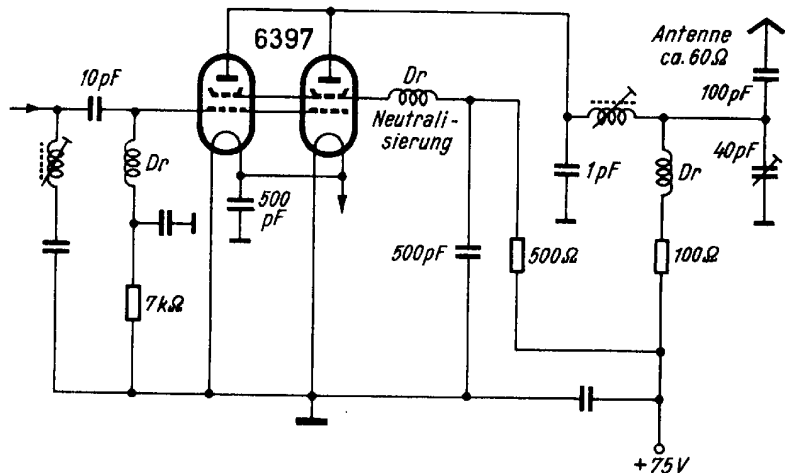 6397
10pF
Dr
Neutrali-
sierung
Antenne
ca. 60Ω
100pF
Dr
500
pF
1pF
Dr
40pF
7kΩ
500pF
500Ω
100Ω
+75V